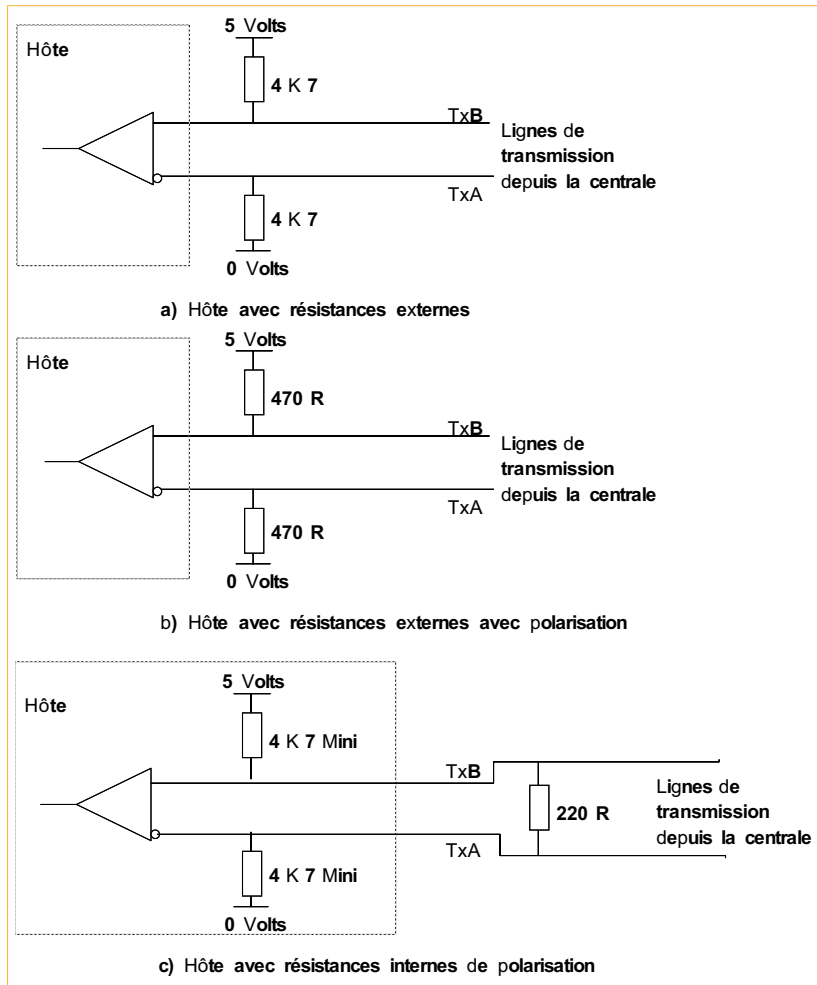 5 Volts
Hôte
4 K 7
TxB
Lignes de
transmission
depuis la centrale
TxA
4 K 7
0 Volts
a) Hôte avec résistances externes
5 Volts
Hôte
470 R
TxB
Lignes de
transmission
depuis la centrale
TxA
470 R
0 Volts
b) Hôte avec résistances externes avec polarisation
5 Volts
Hôte
4 K 7 Mini
TxB
Lignes de
transmission
depuis la centrale
220 R
TxA
4 K 7 Mini
0 Volts
c) Hôte avec résistances internes de polarisation